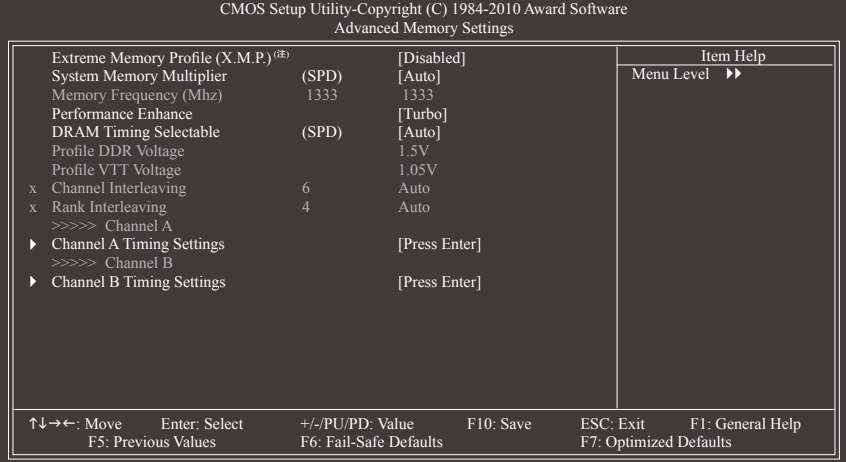 CMOS Setup Utility-Copyright (C) 1984-2010 Award Software
Advanced Memory Settings
Extreme Memory Profile (X.M.P.) (注) [Disabled]
System Memory Multiplier (SPD) [Auto]
Memory Frequency (Mhz) 1333 1333
Performance Enhance [Turbo]
DRAM Timing Selectable (SPD) [Auto]
Profile DDR Voltage 1.5V
Profile VTT Voltage 1.05V
x Channel Interleaving 6 Auto
x Rank Interleaving 4 Auto
>>>>> Channel A
Channel A Timing Settings [Press Enter]
>>>>> Channel B
Channel B Timing Settings [Press Enter]
Item Help
Menu Level
↑↓→←: Move Enter: Select +/-/PU/PD: Value F10: Save ESC: Exit F1: General Help
F5: Previous Values F6: Fail-Safe Defaults F7: Optimized Defaults